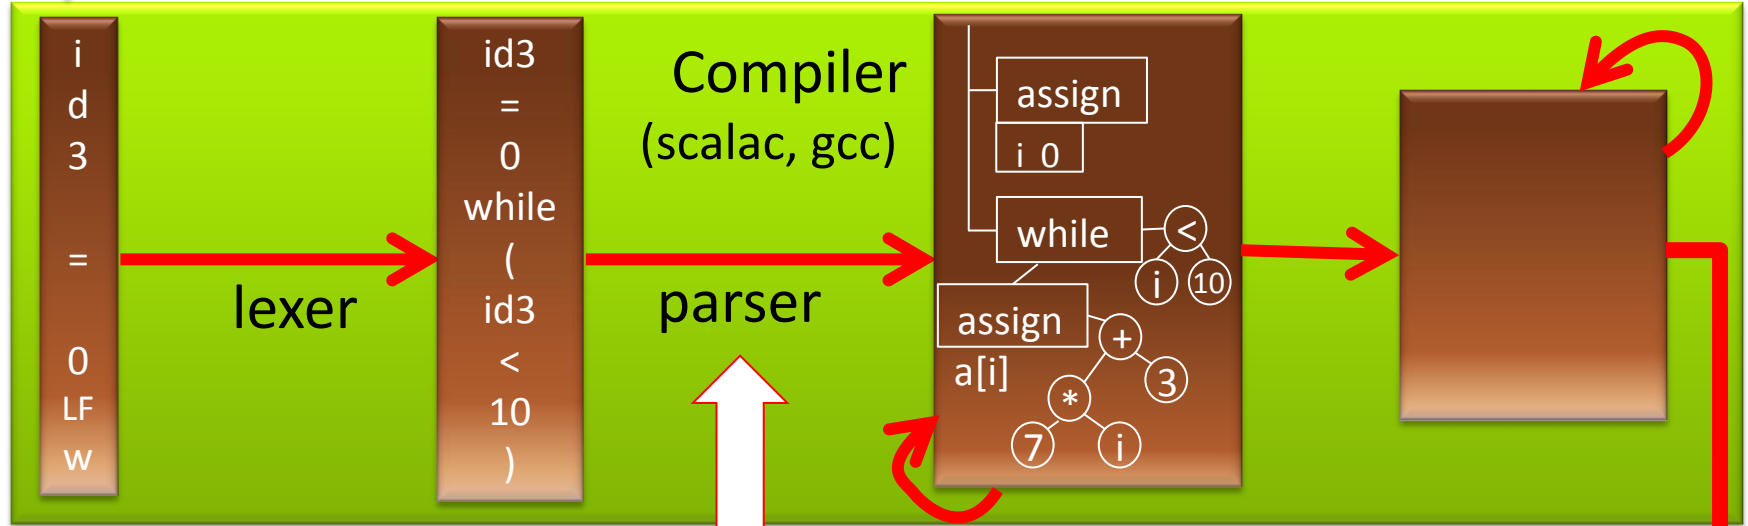 i
d
3
=
0
LF
w
lexer
id3
=
0
while
(
id3
<
10
)
Compiler
(scalac, gcc)
parser
assign
i 0
while
<
i
10
assign
a[i]
+
3
*
7
i